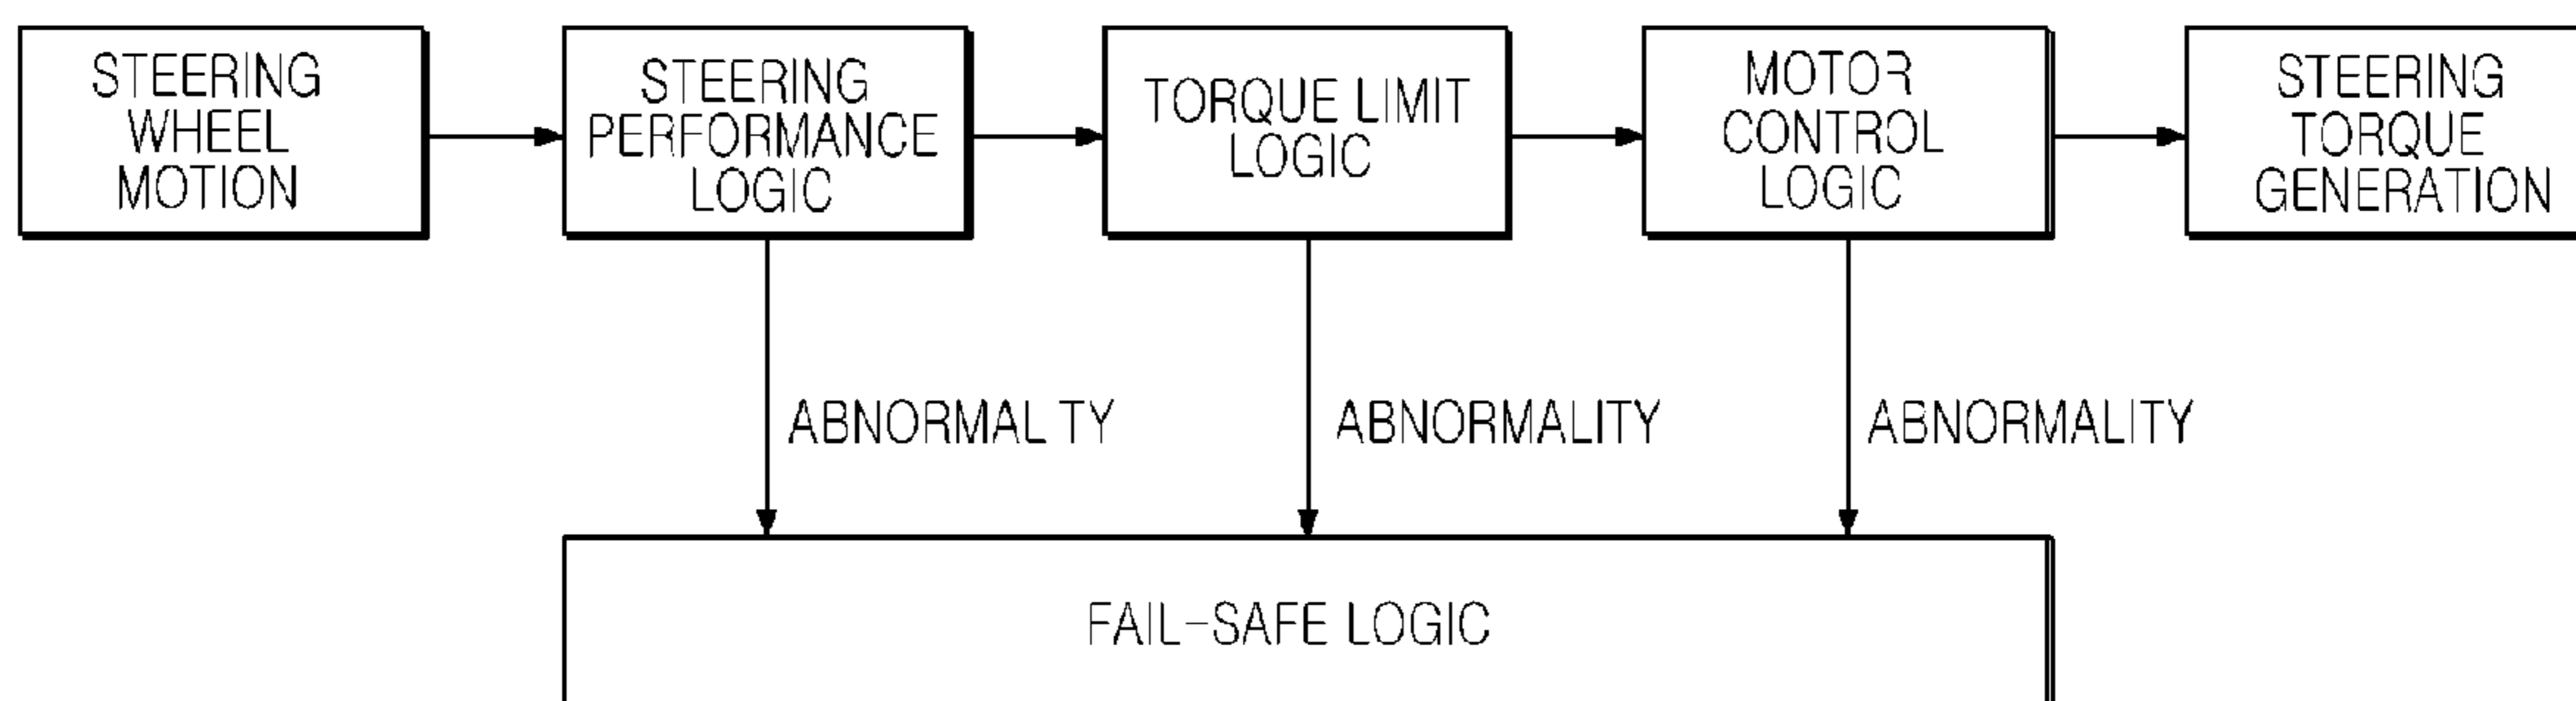 STEERING
WHEEL
MOTION
STEERING
PERFORMANCE
LOGIC
TORQUE LIMIT
LOGIC
MOTOR
CONTROL
LOGIC
STEERING
TORQUE
GENERATION
ABNORMAL TY
ABNORMALITY
ABNORMALITY
FAIL-SAFE LOGIC